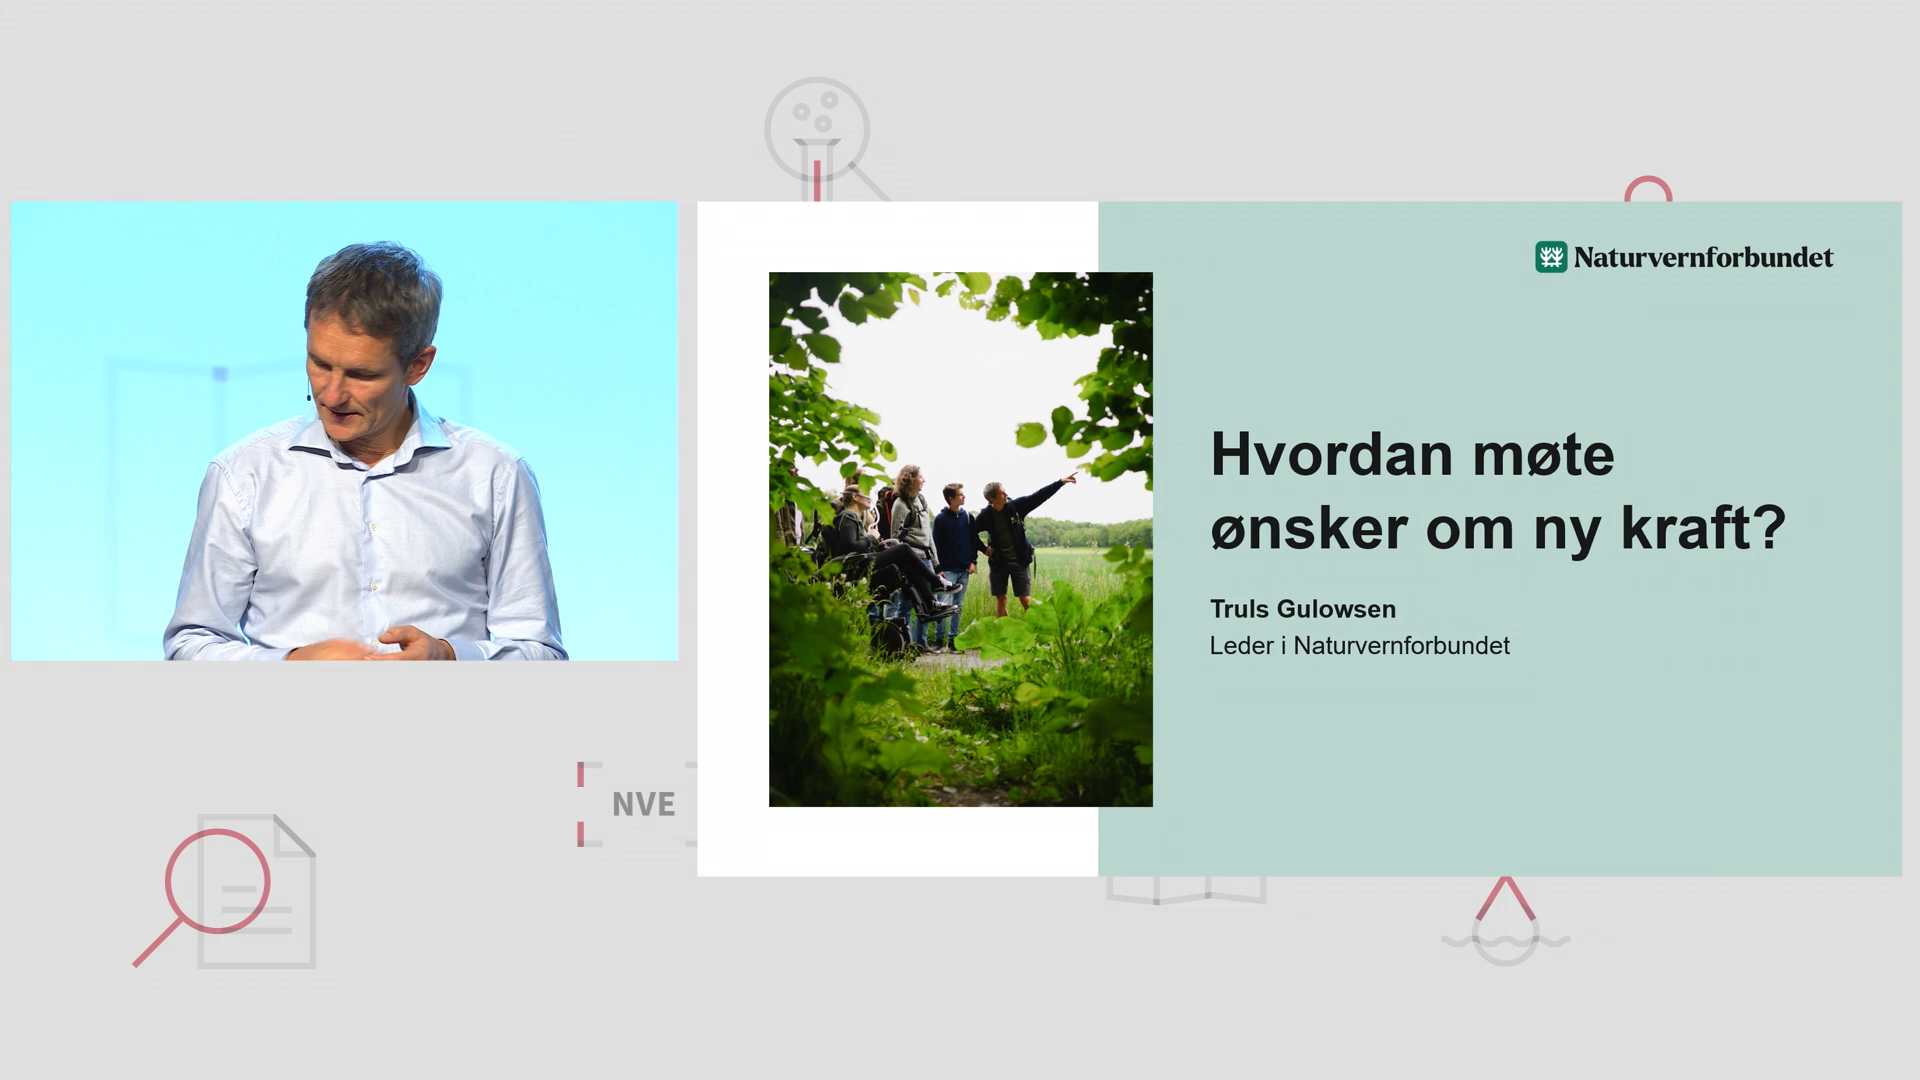 Naturvernforbundet
Hvordan møte
ønsker om ny kraft?
Truls Gulowsen
Leder i Naturvernforbundet
NVE